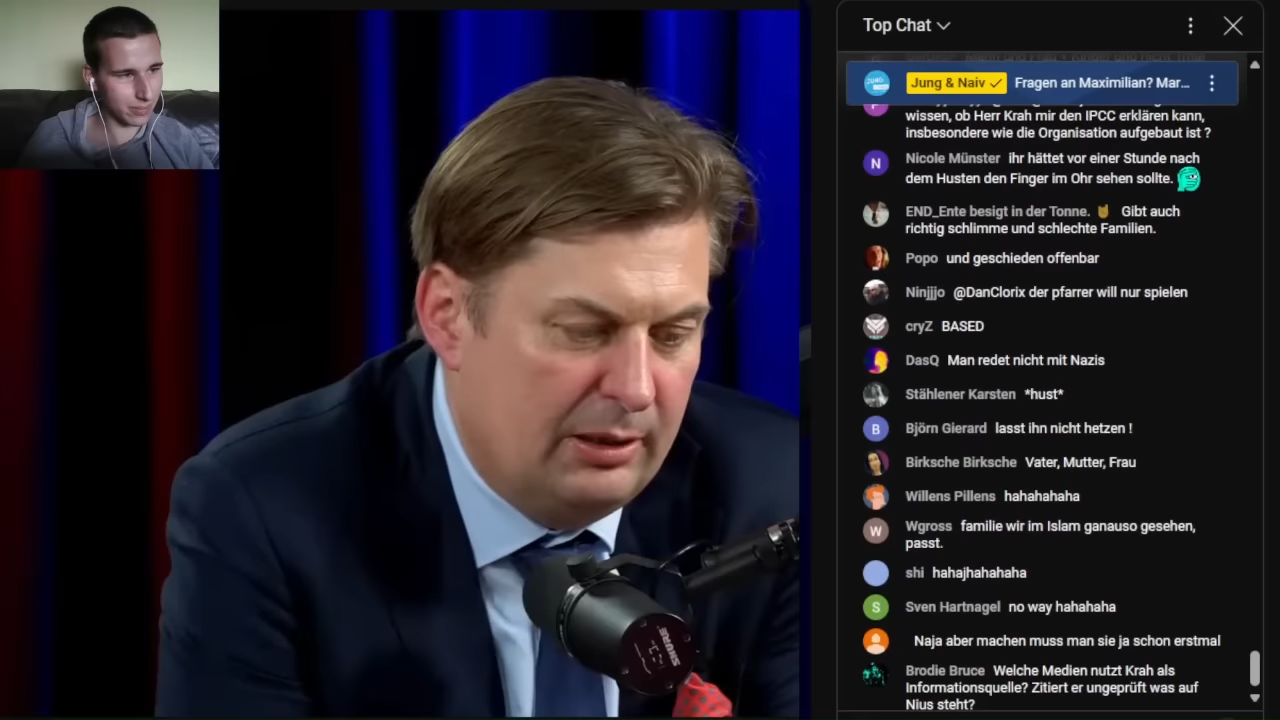 Top Chat
Jung & Naiv Fragen an Maximilian? Mar...
wissen, ob Herr Krah mir den IPCC erklären kann,
insbesondere wie die Organisation aufgebaut ist ?
N
Nicole Münster ihr hättet vor einer Stunde nach
dem Husten den Finger im Ohr sehen sollte.
END_Ente besigt in der Tonne. Gibt auch
richtig schlimme und schlechte Familien.
Popo und geschieden offenbar
Ninjjjo @DanClorix der pfarrer will nur spielen
cryZ BASED
DasQ Man redet nicht mit Nazis
Stählener Karsten *hust*
B
Björn Gierard lasst ihn nicht hetzen !
Birksche Birksche Vater, Mutter, Frau
Willens Pillens hahahahaha
W
Wgross familie wir im Islam ganauso gesehen,
passt.
shi hahajhahahaha
S
Sven Hartnagel no way hahahaha
Naja aber machen muss man sie ja schon erstmal
Brodie Bruce Welche Medien nutzt Krah als
Informationsquelle? Zitiert er ungeprüft was auf
Nius steht?
SHURE